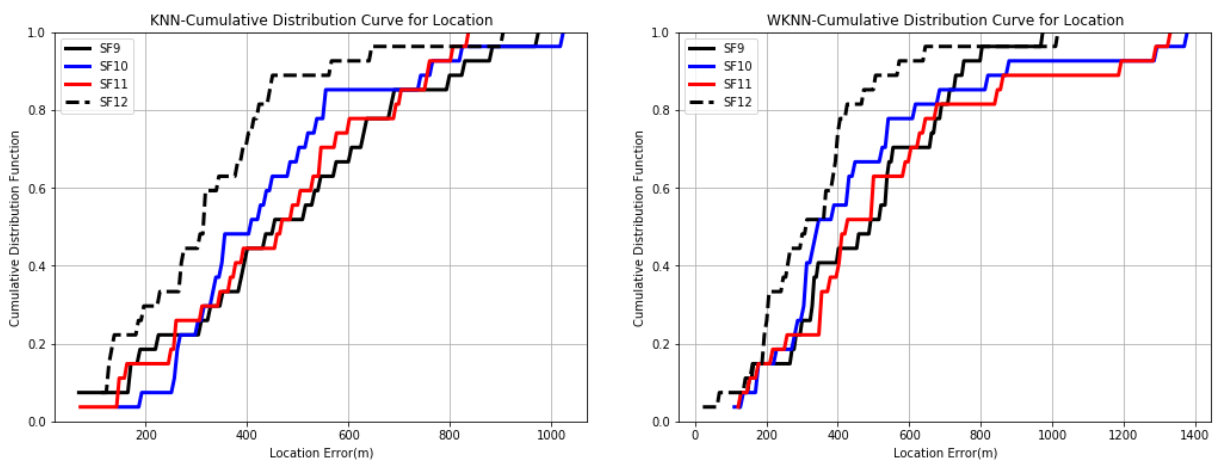 KNN-Cumulative Distribution Curve for Location
1.0
0.8
0.6
0.4
0.2
0.0
Cumulative Distribution Function
SF9
SF10
SF11
SF12
200 400 600 800 1000
Location Error(m)
WKNN-Cumulative Distribution Curve for Location
1.0
0.8
0.6
0.4
0.2
0.0
Cumulative Distribution Function
SF9
SF10
SF11
SF12
0 200 400 600 800 1000 1200 1400
Location Error(m)